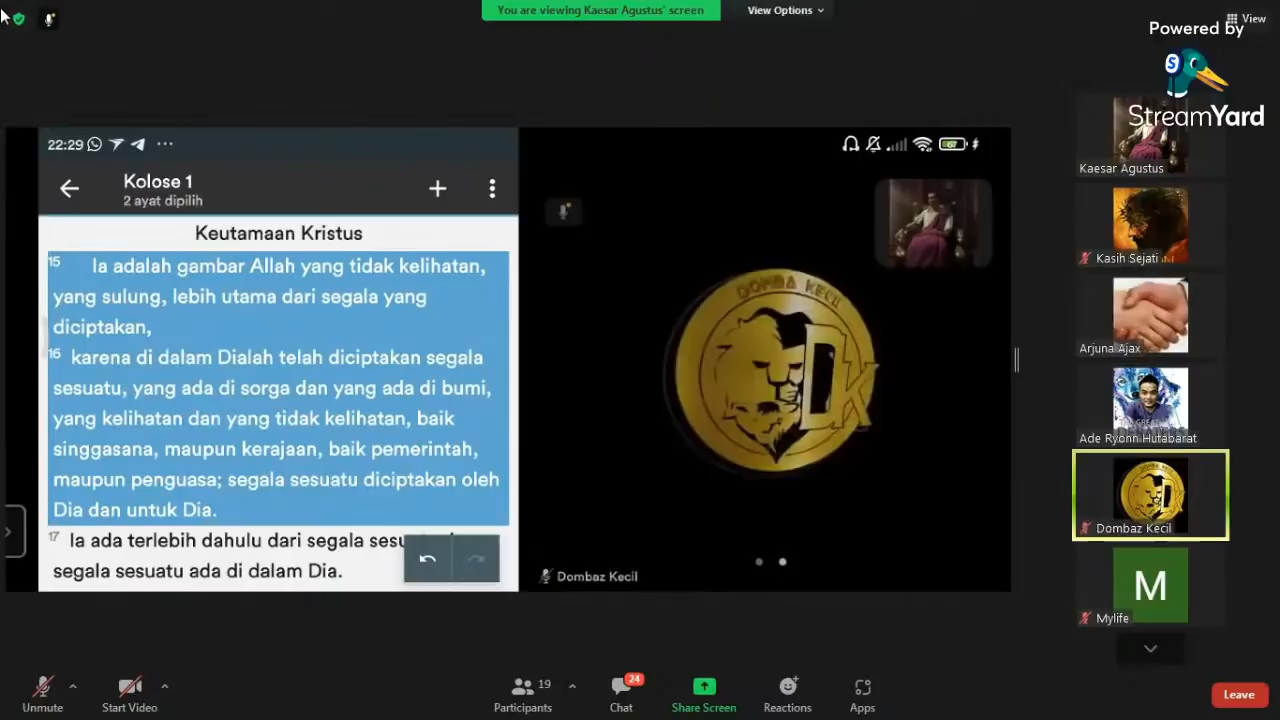 You are viewing Kaesar Agustus' screen
View Options
View
Powered by
S
StreamYard
22:29
Kolose 1
2 ayat dipilih
Keutamaan Kristus
15 Ia adalah gambar Allah yang tidak kelihatan,
yang sulung, lebih utama dari segala yang
diciptakan,
16 karena di dalam Dialah telah diciptakan segala
sesuatu, yang ada di sorga dan yang ada di bumi,
yang kelihatan dan yang tidak kelihatan, baik
singgasana, maupun kerajaan, baik pemerintah,
maupun penguasa; segala sesuatu diciptakan oleh
Dia dan untuk Dia.
17 Ia ada terlebih dahulu dari segala
segala sesuatu ada di dalam Dia.
67
DOMBA KECIL
DK
Dombaz Kecil
Kaesar Agustus
Kasih Sejati
Arjuna Ajax
Ade Ryonn Hutabarat
Dombaz Kecil
M
Mylife
Unmute
Start Video
19
Participants
24
Chat
Share Screen
Reactions
Apps
Leave